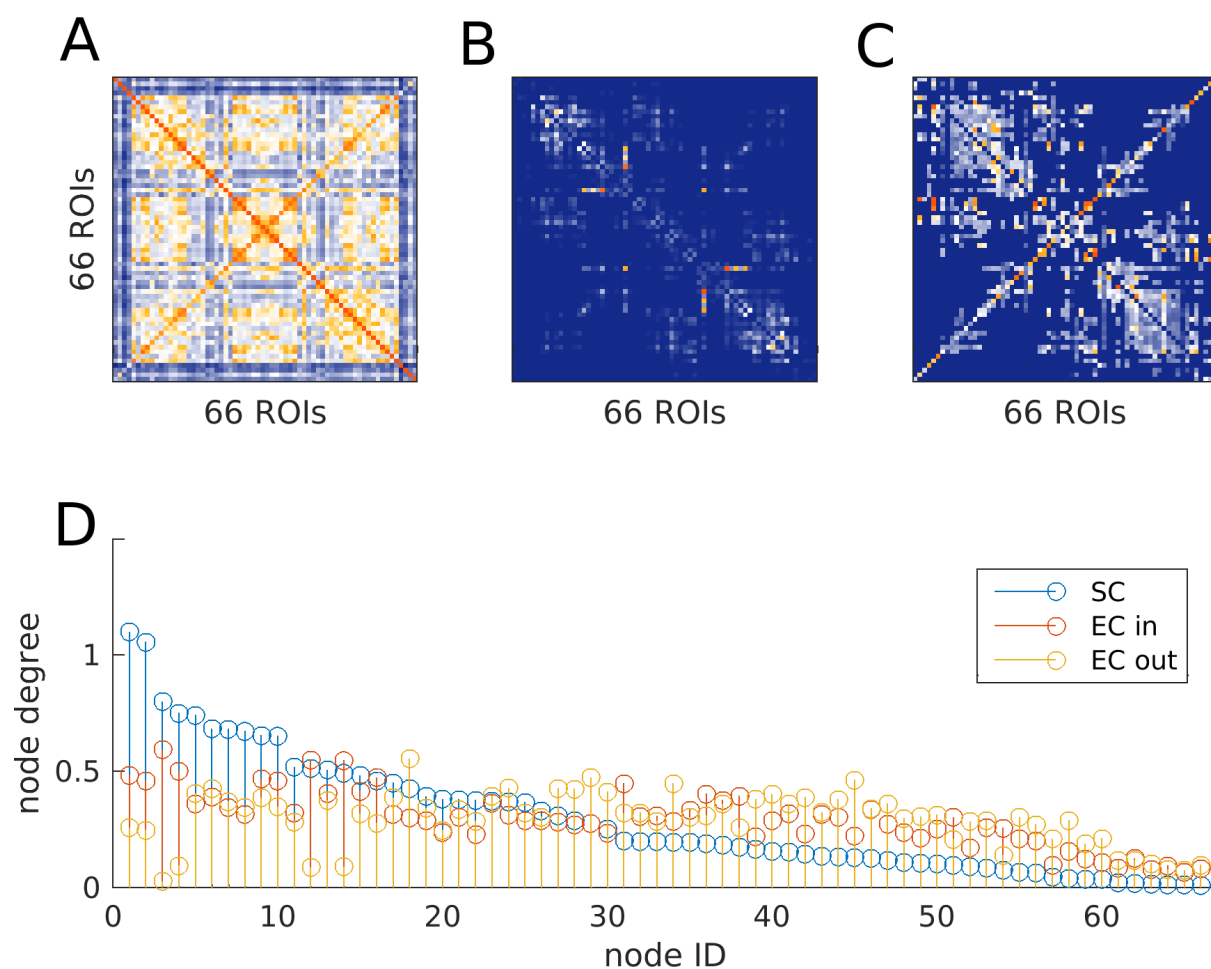 A
B
C
66 ROIs
66 ROIs
66 ROIs
66 ROIs
D
node degree
1
0.5
0
SC
EC in
EC out
0
10
20
30
40
50
60
node ID